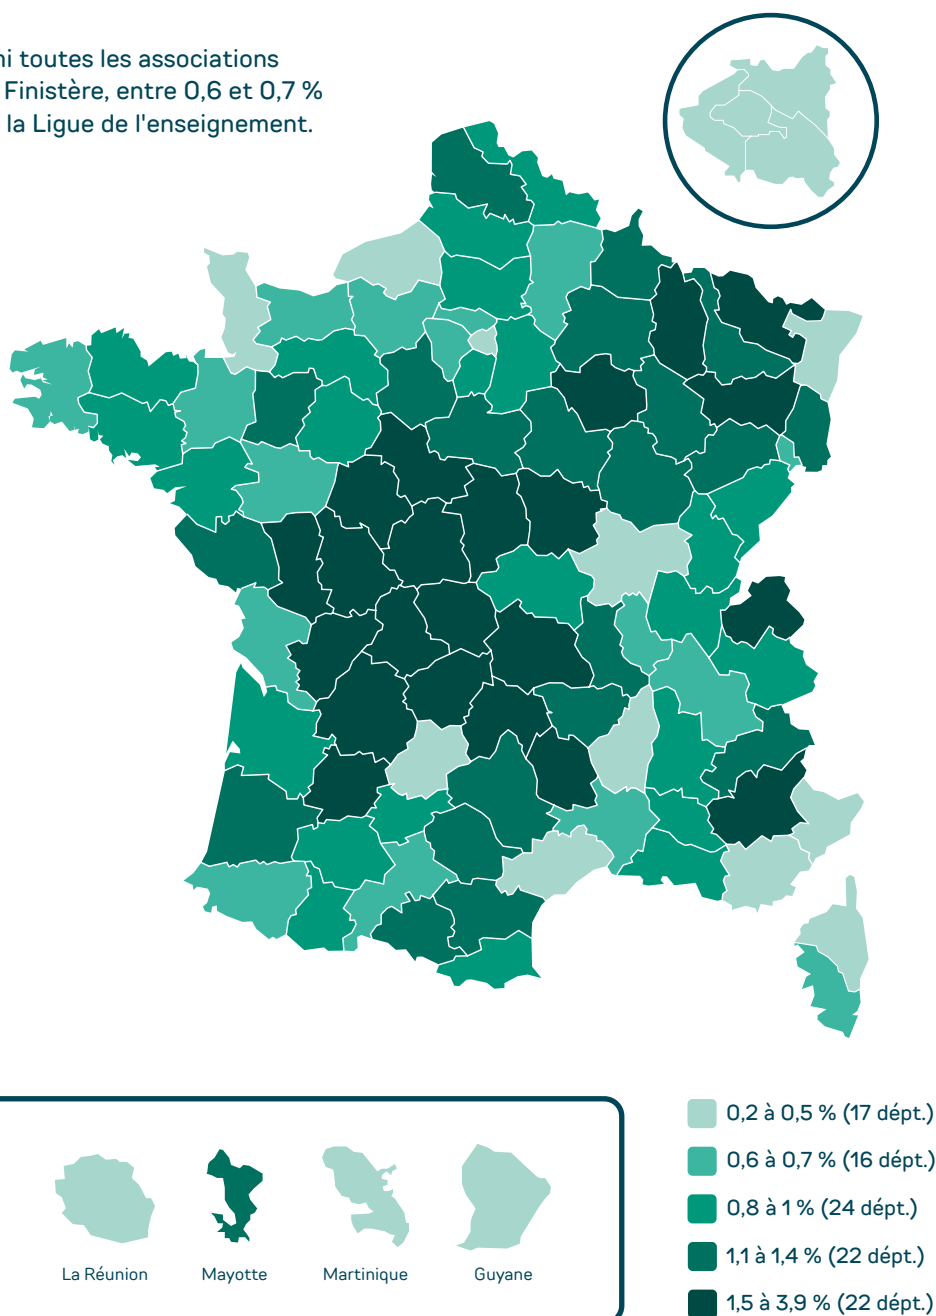 ni toutes les associations
Finistère, entre 0,6 et 0,7 %
la Ligue de l'enseignement.
La Réunion
Mayotte
Martinique
Guyane
0,2 à 0,5 % (17 dépt.)
0,6 à 0,7 % (16 dépt.)
0,8 à 1 % (24 dépt.)
1,1 à 1,4 % (22 dépt.)
1,5 à 3,9 % (22 dépt.)